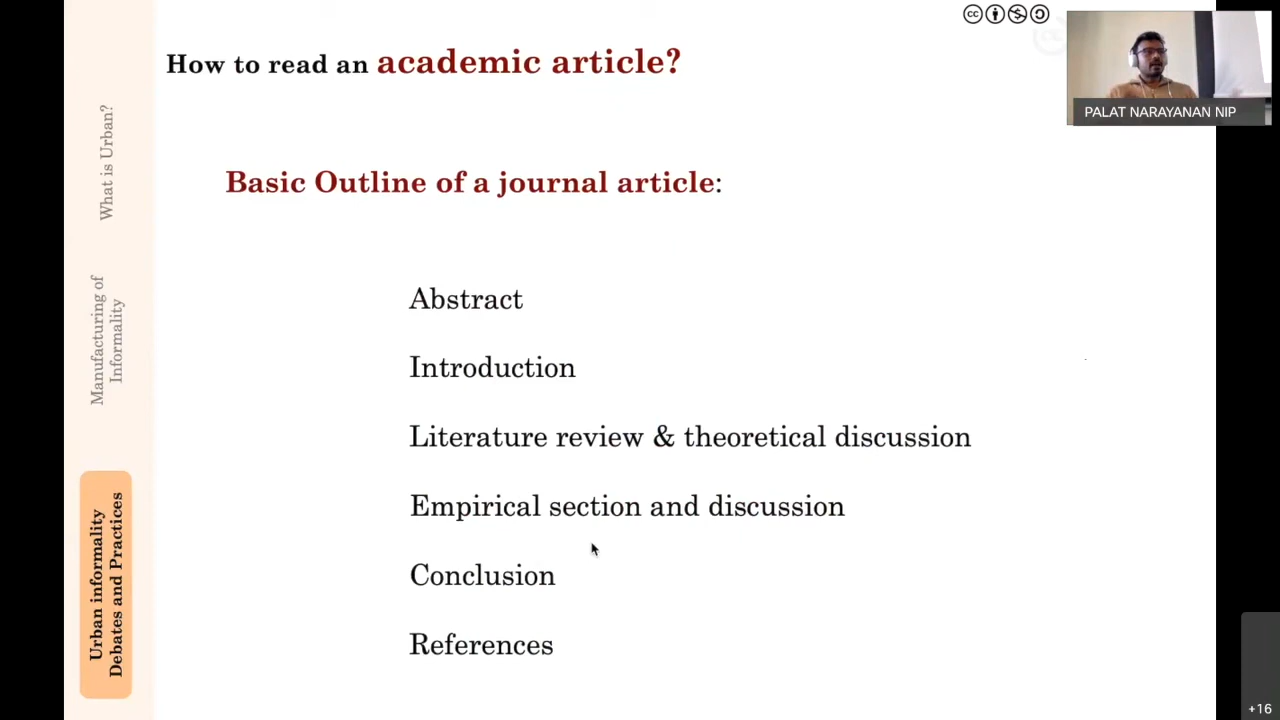 How to read an academic article?
PALAT NARAYANAN NIP
What is Urban?
Manufacturing of
Informality
Urban informality
Debates and Practices
Basic Outline of a journal article:
Abstract
Introduction
Literature review & theoretical discussion
Empirical section and discussion
Conclusion
References
+16